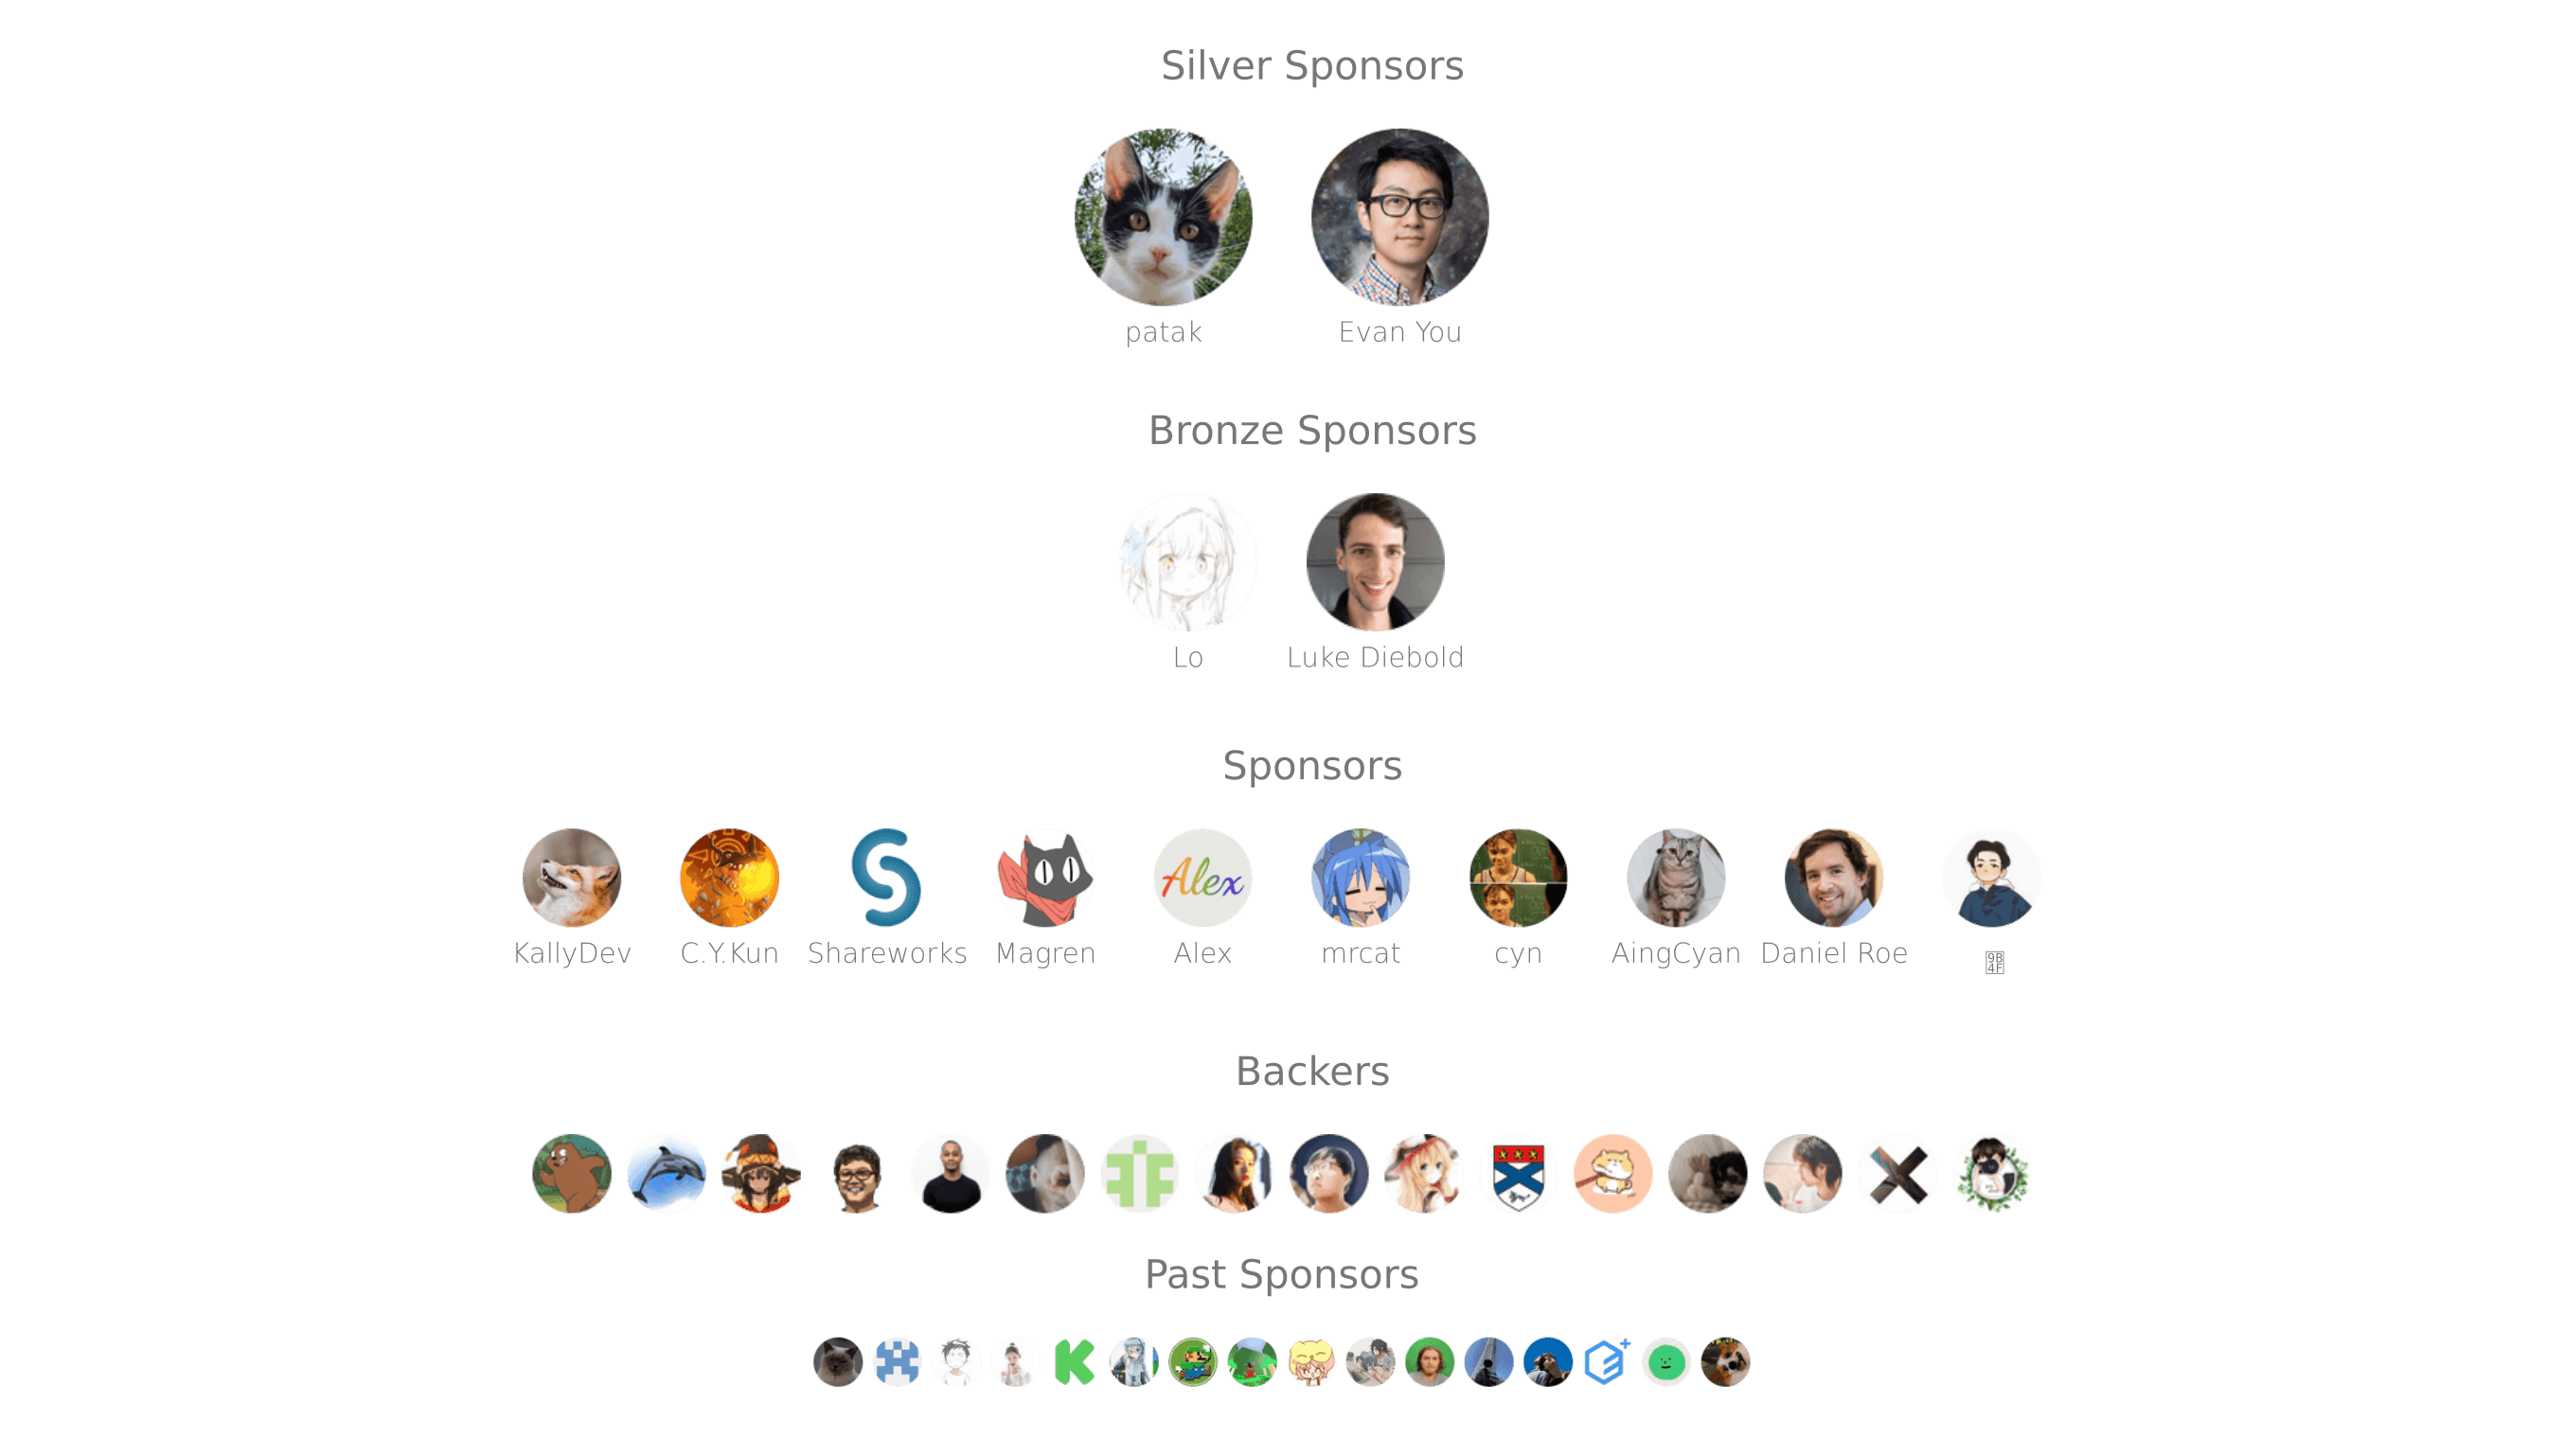 Silver Sponsors
patak Evan You
Bronze Sponsors
Lo Luke Diebold
Sponsors
Alex
KallyDev C.Y.Kun Shareworks Magren Alex mrcat cyn AingCyan Daniel Roe
Backers
Past Sponsors